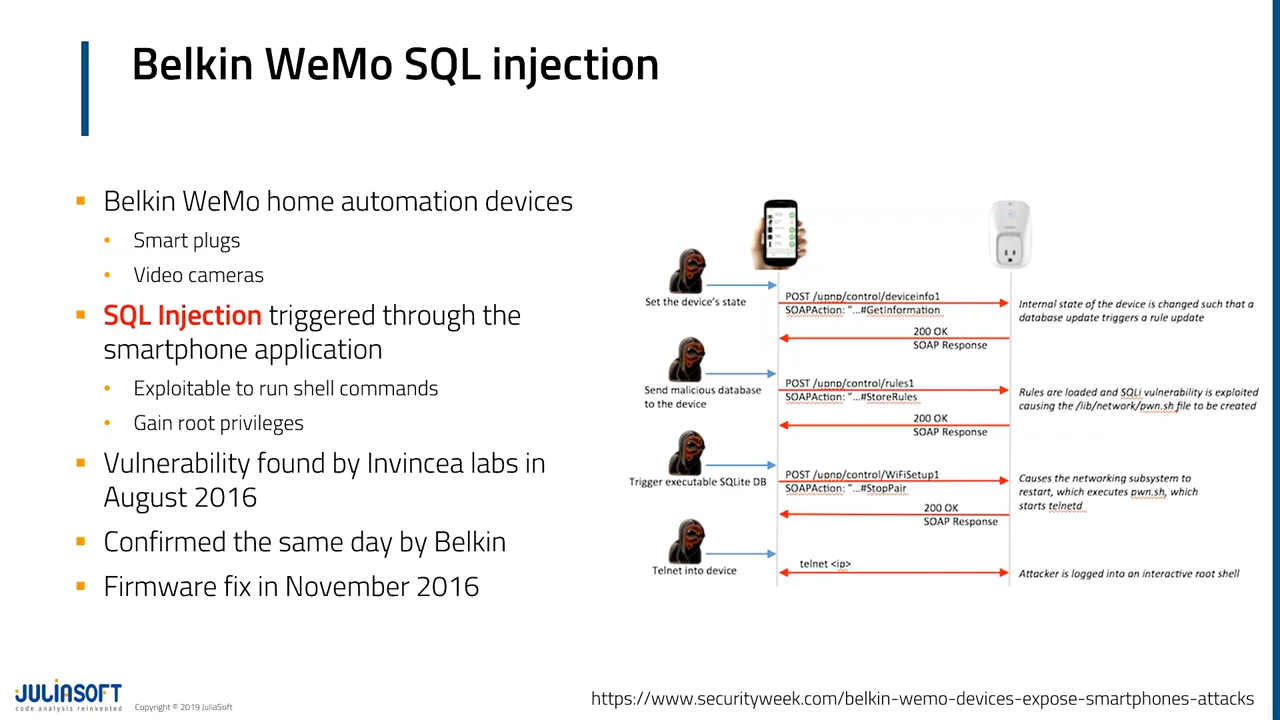 Belkin WeMo SQL injection
▪ Belkin WeMo home automation devices
• Smart plugs
• Video cameras
▪ SQL Injection triggered through the
smartphone application
• Exploitable to run shell commands
• Gain root privileges
▪ Vulnerability found by Invincea labs in
August 2016
▪ Confirmed the same day by Belkin
▪ Firmware fix in November 2016
Set the device's state
POST /upnp/control/deviceinfo1
SOAPAction: "...#GetInformation
Internal state of the device is changed such that a
database update triggers a rule update
200 OK
SOAP Response
Send malicious database
to the device
POST /upnp/control/rules1
SOAPAction: "...#StoreRules
Rules are loaded and SQLi vulnerability is exploited
causing the /lib/network/pwn.sh file to be created
200 OK
SOAP Response
Trigger executable SQLite DB
POST /upnp/control/WiFiSetup1
SOAPAction: "...#StopPair
Causes the networking subsystem to
restart, which executes pwn.sh, which
starts telnetd
200 OK
SOAP Response
Telnet into device
telnet <ip>
Attacker is logged into an interactive root shell
JULIASOFT
code analysis reinvented
Copyright © 2019 JuliaSoft
https://www.securityweek.com/belkin-wemo-devices-expose-smartphones-attacks